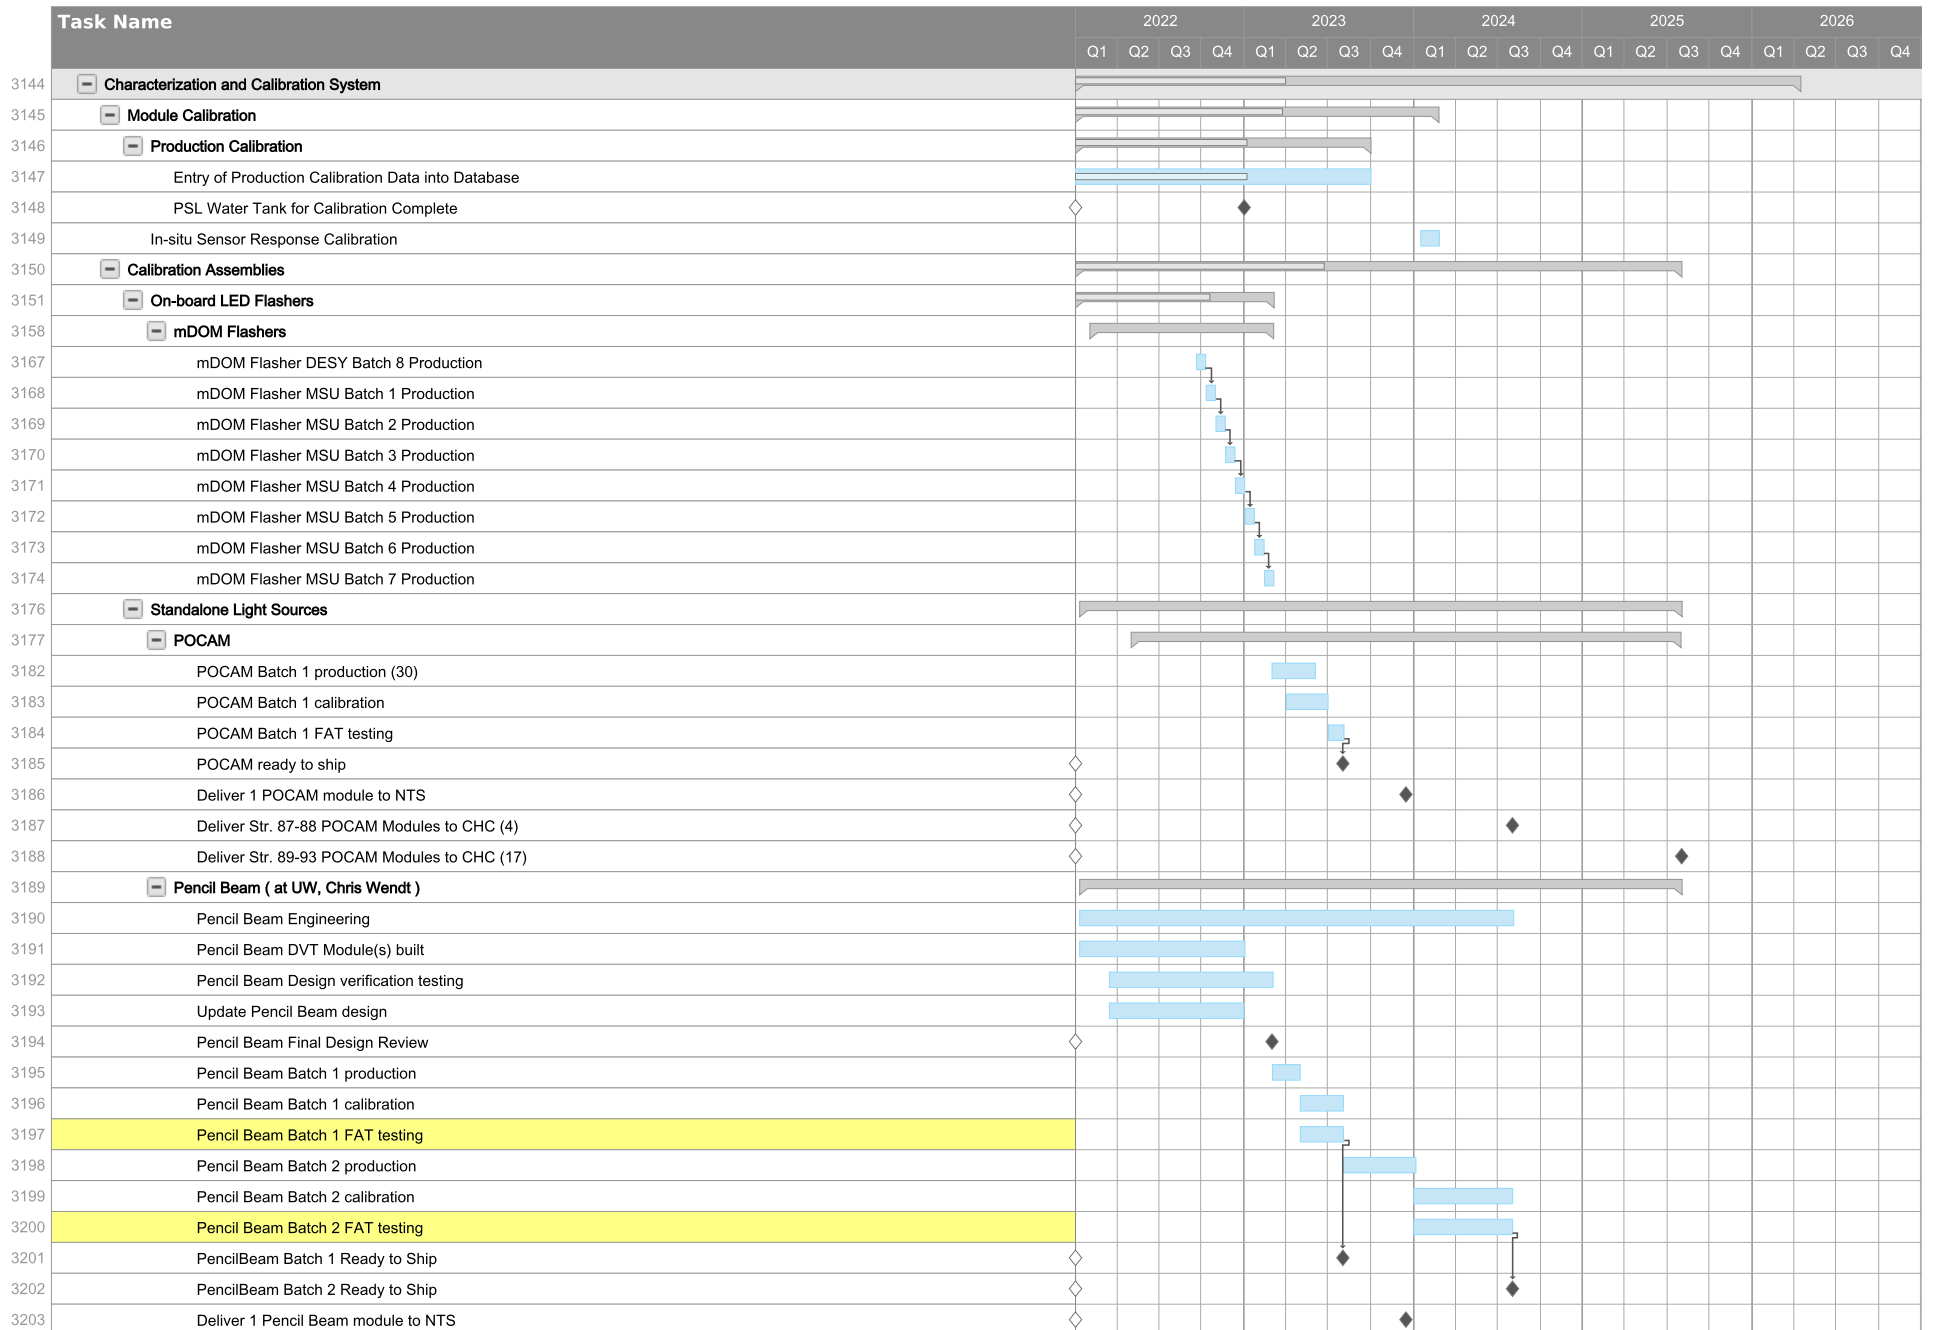 Task Name
2022 2023 2024 2025 2026
Q1 Q2 Q3 Q4 Q1 Q2 Q3 Q4 Q1 Q2 Q3 Q4 Q1 Q2 Q3 Q4 Q1 Q2 Q3 Q4
3144 Characterization and Calibration System
3145 Module Calibration
3146 Production Calibration
3147 Entry of Production Calibration Data into Database
3148 PSL Water Tank for Calibration Complete
3149 In-situ Sensor Response Calibration
3150 Calibration Assemblies
3151 On-board LED Flashers
3158 mDOM Flashers
3167 mDOM Flasher DESY Batch 8 Production
3168 mDOM Flasher MSU Batch 1 Production
3169 mDOM Flasher MSU Batch 2 Production
3170 mDOM Flasher MSU Batch 3 Production
3171 mDOM Flasher MSU Batch 4 Production
3172 mDOM Flasher MSU Batch 5 Production
3173 mDOM Flasher MSU Batch 6 Production
3174 mDOM Flasher MSU Batch 7 Production
3176 Standalone Light Sources
3177 POCAM
3182 POCAM Batch 1 production (30)
3183 POCAM Batch 1 calibration
3184 POCAM Batch 1 FAT testing
3185 POCAM ready to ship
3186 Deliver 1 POCAM module to NTS
3187 Deliver Str. 87-88 POCAM Modules to CHC (4)
3188 Deliver Str. 89-93 POCAM Modules to CHC (17)
3189 Pencil Beam ( at UW, Chris Wendt )
3190 Pencil Beam Engineering
3191 Pencil Beam DVT Module(s) built
3192 Pencil Beam Design verification testing
3193 Update Pencil Beam design
3194 Pencil Beam Final Design Review
3195 Pencil Beam Batch 1 production
3196 Pencil Beam Batch 1 calibration
3197 Pencil Beam Batch 1 FAT testing
3198 Pencil Beam Batch 2 production
3199 Pencil Beam Batch 2 calibration
3200 Pencil Beam Batch 2 FAT testing
3201 PencilBeam Batch 1 Ready to Ship
3202 PencilBeam Batch 2 Ready to Ship
3203 Deliver 1 Pencil Beam module to NTS